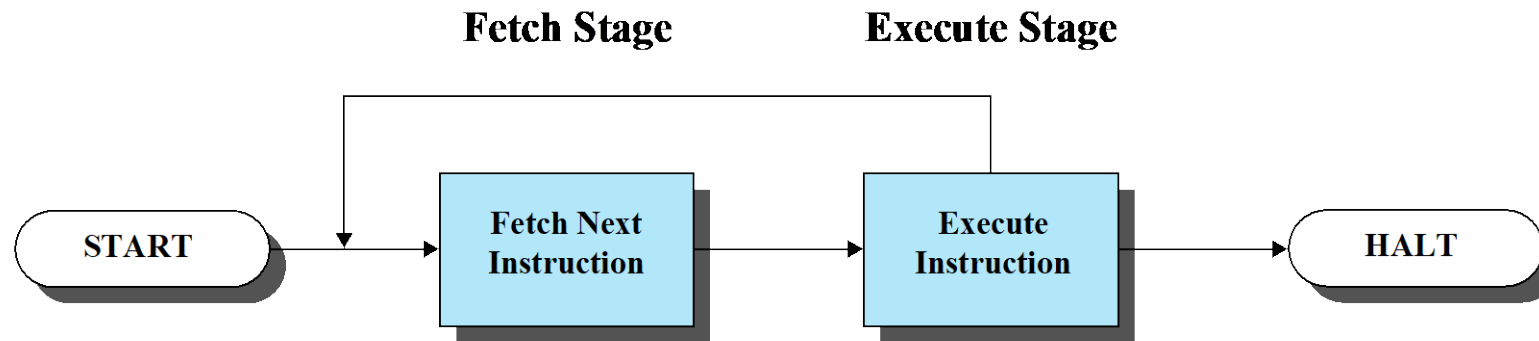 Fetch Stage
Execute Stage
START
Fetch Next
Instruction
Execute
Instruction
HALT